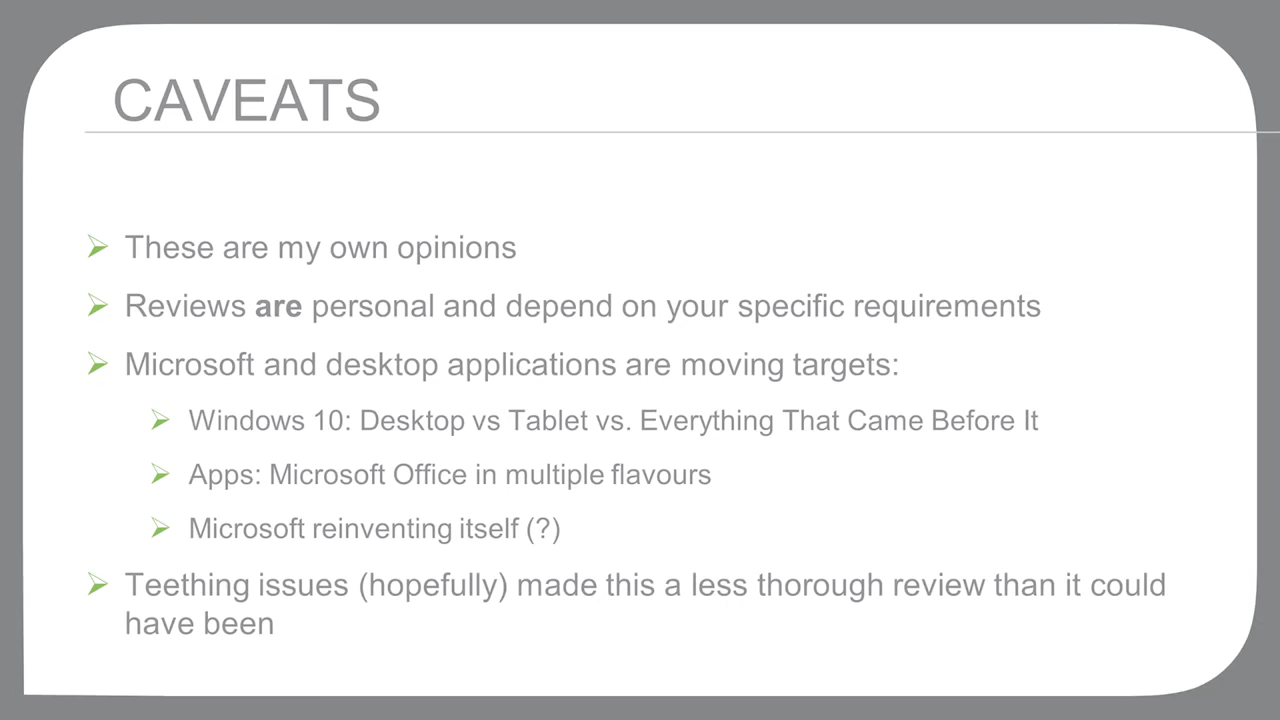 CAVEATS
These are my own opinions
Reviews are personal and depend on your specific requirements
Microsoft and desktop applications are moving targets:
Windows 10: Desktop vs Tablet vs. Everything That Came Before It
Apps: Microsoft Office in multiple flavours
Microsoft reinventing itself (?)
Teething issues (hopefully) made this a less thorough review than it could
have been